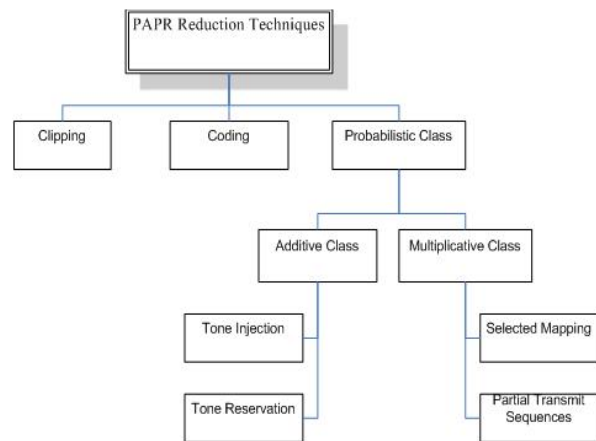 PAPR Reduction Techniques
Clipping
Coding
Probabilistic Class
Additive Class
Multiplicative Class
Tone Injection
Selected Mapping
Tone Reservation
Partial Transmit
Sequences